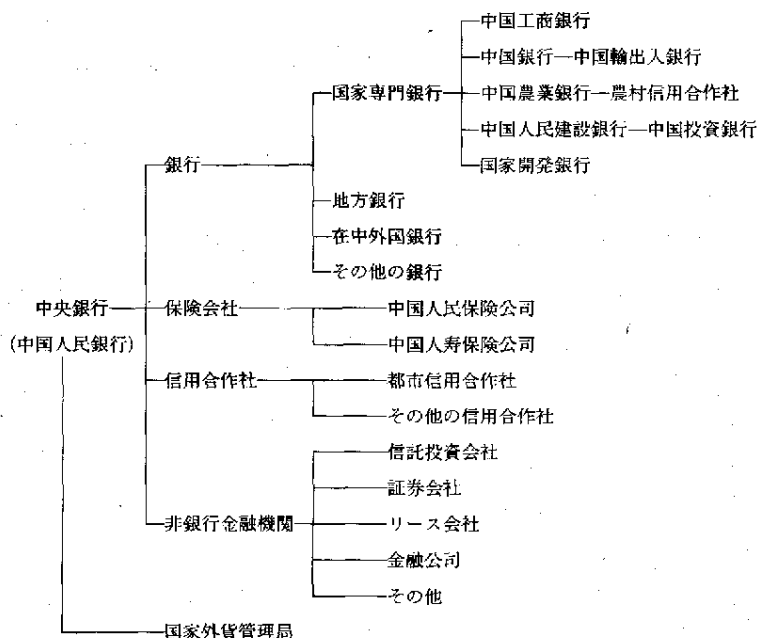 中国工商銀行
中国銀行―中国輸出入銀行
国家専門銀行 中国農業銀行―農村信用合作社
中国人民建設銀行―中国投資銀行
銀行 国家開発銀行
地方銀行
在中外国銀行
その他の銀行
中央銀行 保険会社 中国人民保険公司
(中国人民銀行) 中国人寿保険公司
信用合作社 都市信用合作社
その他の信用合作社
信託投資会社
証券会社
非銀行金融機関 リース会社
金融公司
その他
国家外貨管理局